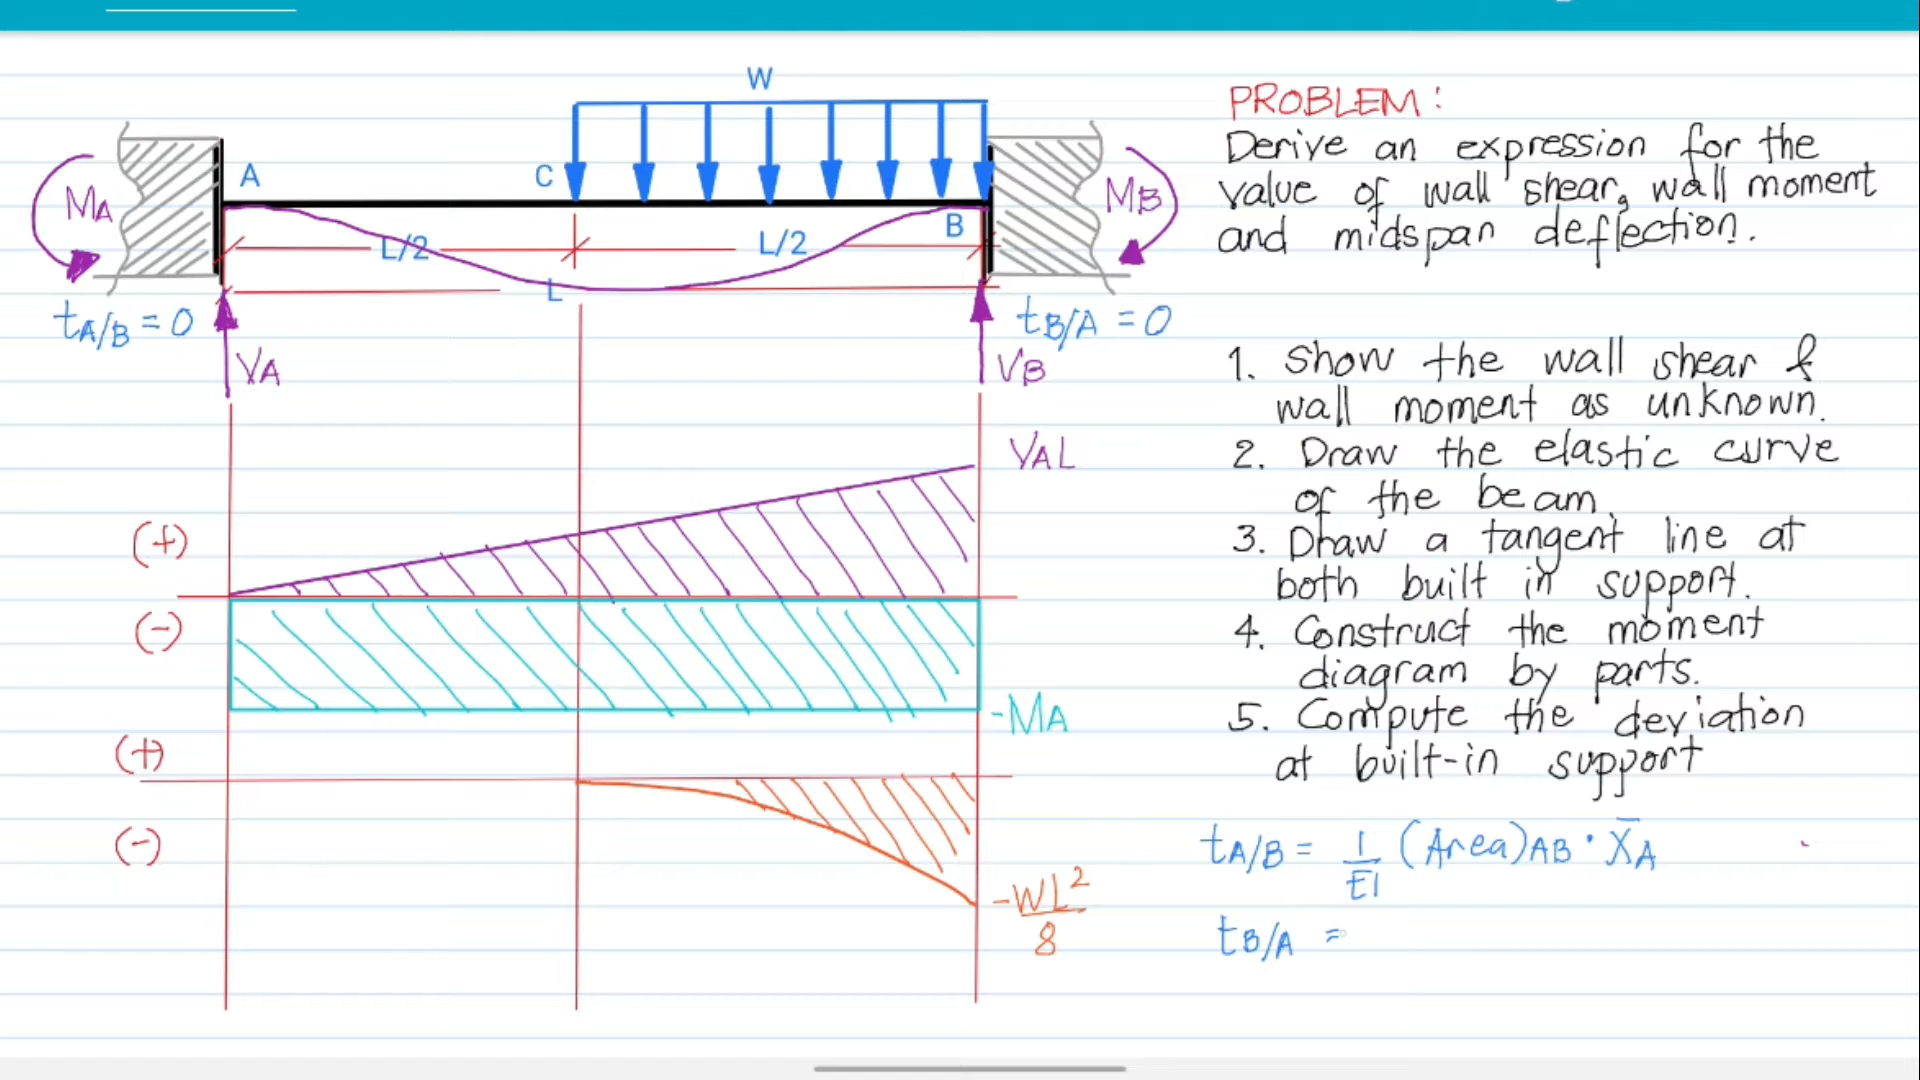 W
PROBLEM:
Derive an expression for the
value of wall shear, wall moment
and midspan deflection.
A
C
B
MA
MB
L/2
L/2
L
tA/B = 0
tB/A = 0
VA
VB
1. Show the wall shear &
wall moment as unknown.
2. Draw the elastic curve
of the beam.
3. Draw a tangent line at
both built in support.
4. Construct the moment
diagram by parts.
5. Compute the deviation
at built-in support
VAL
(+)
(-)
-MA
(+)
(-)
-WL²/8
tA/B = 1/EI (Area)AB · X̄A
tB/A =